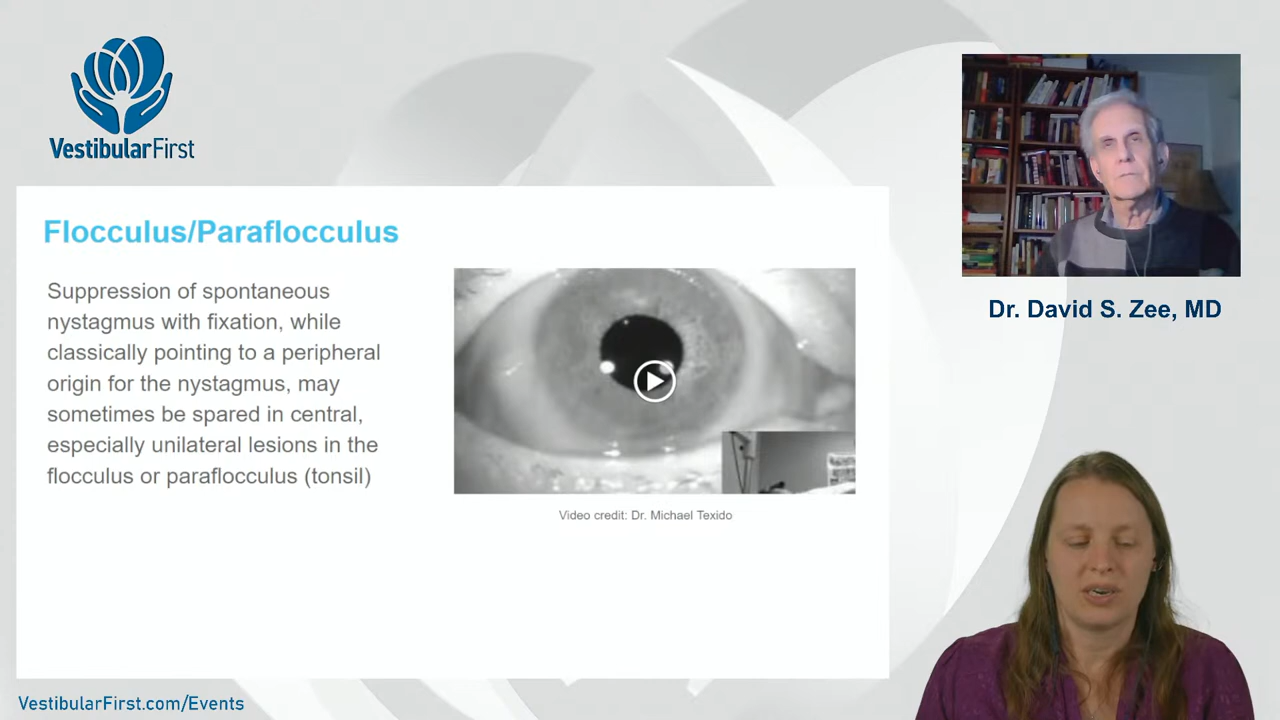 VestibularFirst
Dr. David S. Zee, MD
Flocculus/Paraflocculus
Suppression of spontaneous
nystagmus with fixation, while
classically pointing to a peripheral
origin for the nystagmus, may
sometimes be spared in central,
especially unilateral lesions in the
flocculus or paraflocculus (tonsil)
Video credit: Dr. Michael Texido
VestibularFirst.com/Events